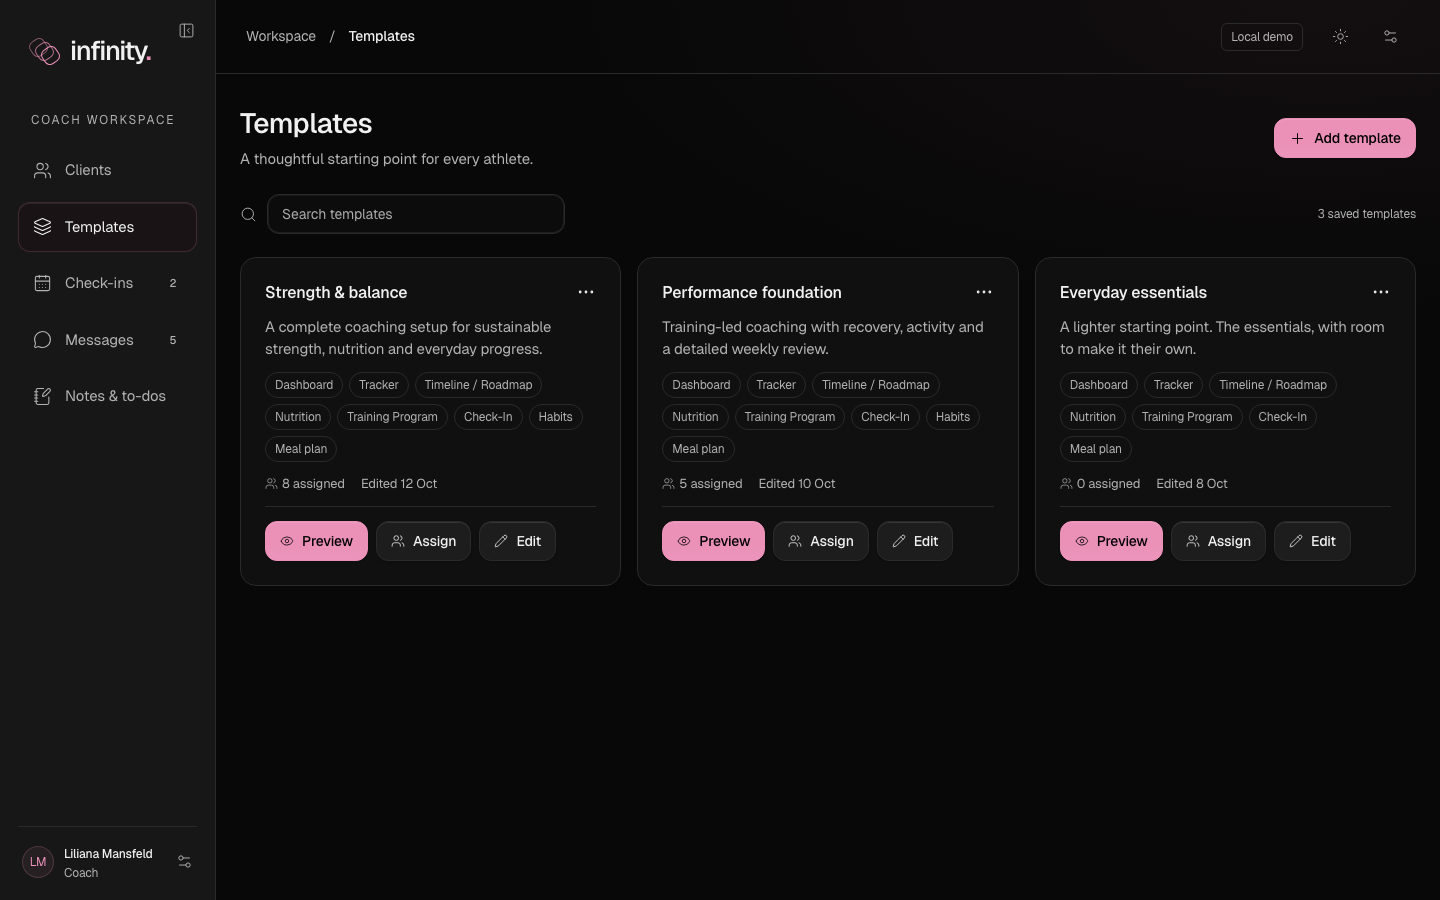 infinity.
COACH WORKSPACE
Clients
Templates
Check-ins 2
Messages 5
Notes & to-dos
LM
Liliana Mansfeld
Coach
Workspace / Templates
Local demo
Templates
A thoughtful starting point for every athlete.
Add template
Search templates
3 saved templates
Strength & balance
A complete coaching setup for sustainable
strength, nutrition and everyday progress.
Dashboard Tracker Timeline / Roadmap
Nutrition Training Program Check-In Habits
Meal plan
8 assigned Edited 12 Oct
Preview Assign Edit
Performance foundation
Training-led coaching with recovery, activity and
a detailed weekly review.
Dashboard Tracker Timeline / Roadmap
Nutrition Training Program Check-In Habits
Meal plan
5 assigned Edited 10 Oct
Preview Assign Edit
Everyday essentials
A lighter starting point. The essentials, with room
to make it their own.
Dashboard Tracker Timeline / Roadmap
Nutrition Training Program Check-In
Meal plan
0 assigned Edited 8 Oct
Preview Assign Edit